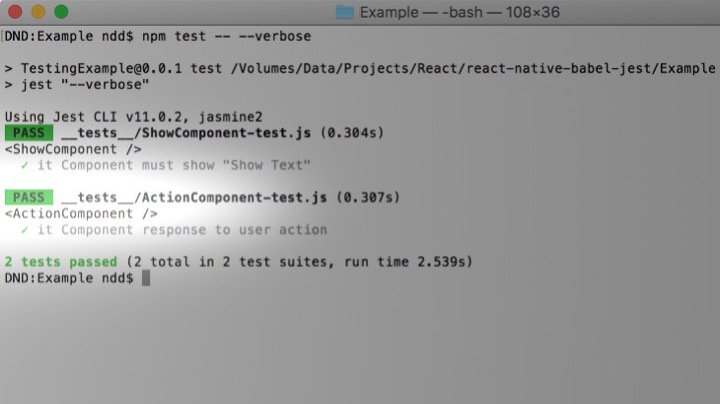 Example — -bash — 108×36
DND:Example ndd$ npm test -- --verbose
> TestingExample@0.0.1 test /Volumes/Data/Projects/React/react-native-babel-jest/Example
> jest "--verbose"
Using Jest CLI v11.0.2, jasmine2
PASS __tests__/ShowComponent-test.js (0.304s)
<ShowComponent />
✓ it Component must show "Show Text"
PASS __tests__/ActionComponent-test.js (0.307s)
<ActionComponent />
✓ it Component response to user action
2 tests passed (2 total in 2 test suites, run time 2.539s)
DND:Example ndd$